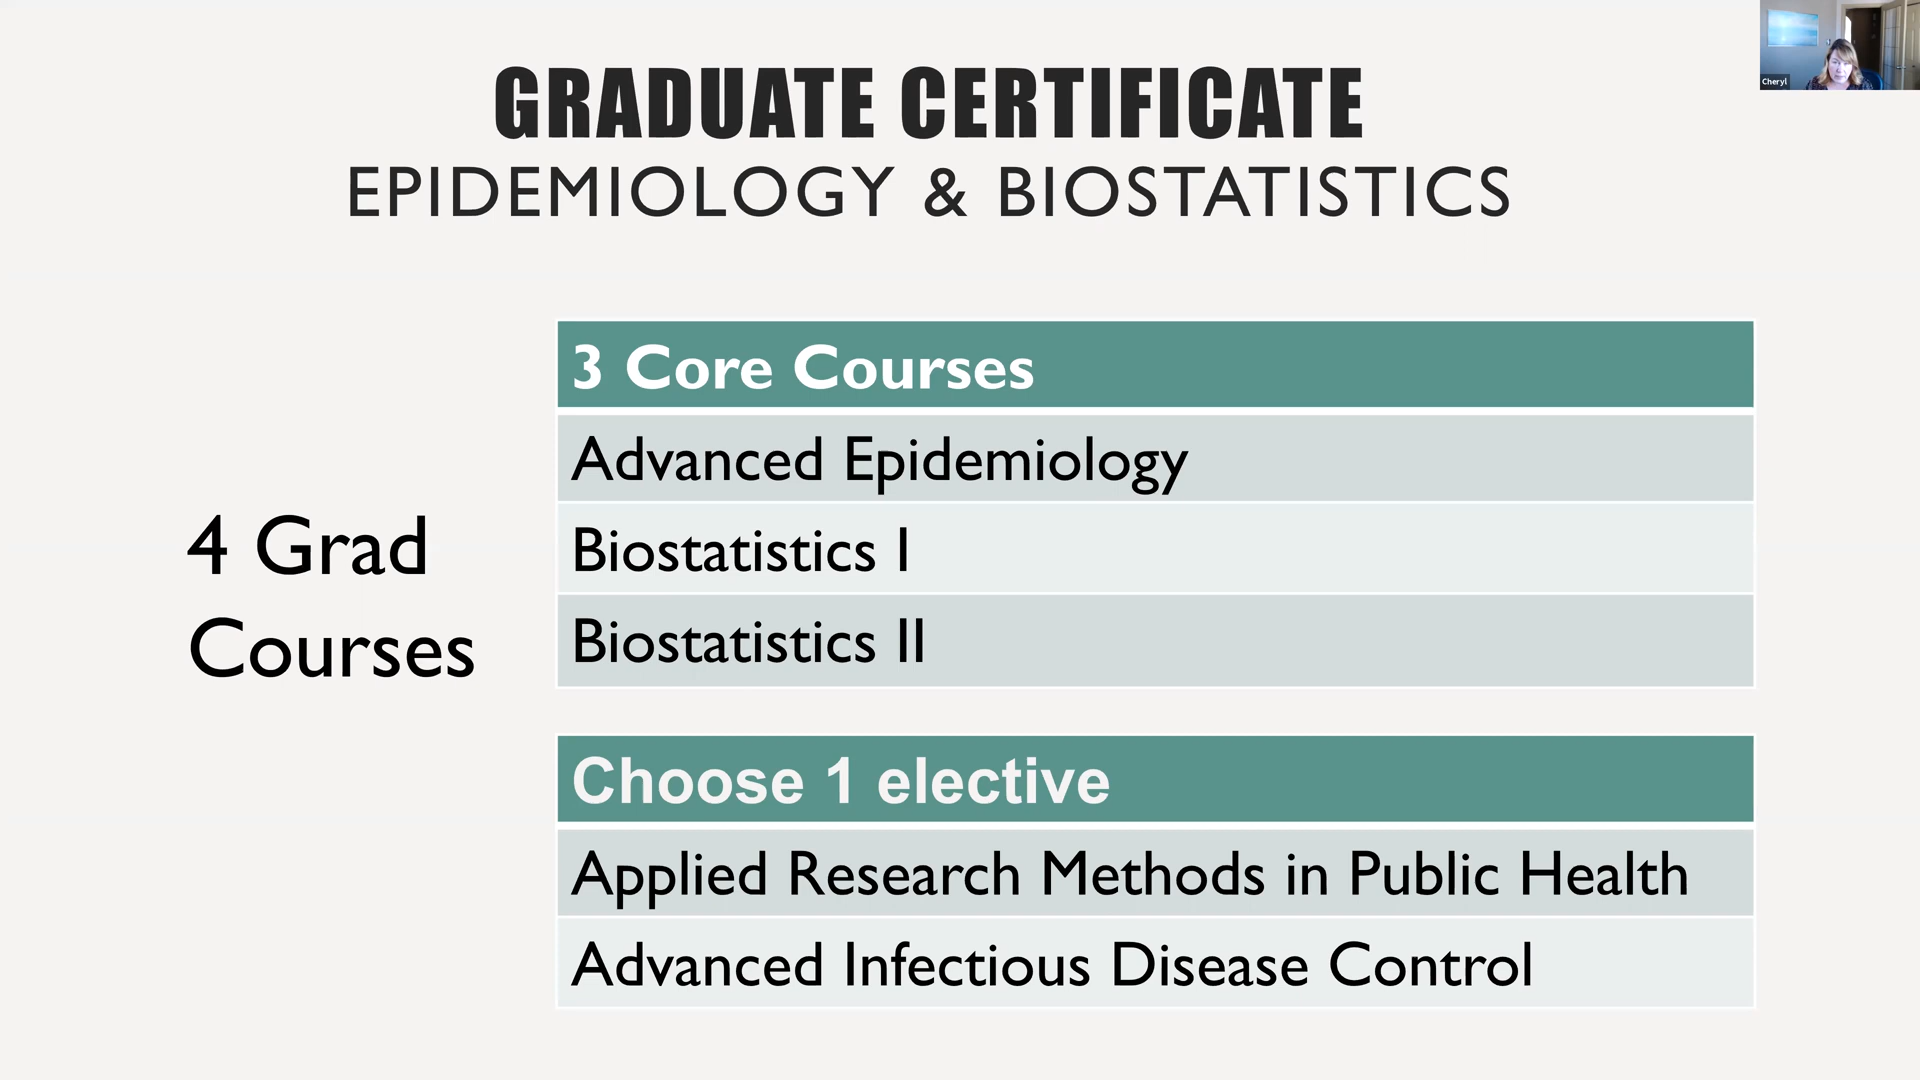 GRADUATE CERTIFICATE
EPIDEMIOLOGY & BIOSTATISTICS
Cheryl
4 Grad
Courses
3 Core Courses
Advanced Epidemiology
Biostatistics I
Biostatistics II
Choose 1 elective
Applied Research Methods in Public Health
Advanced Infectious Disease Control